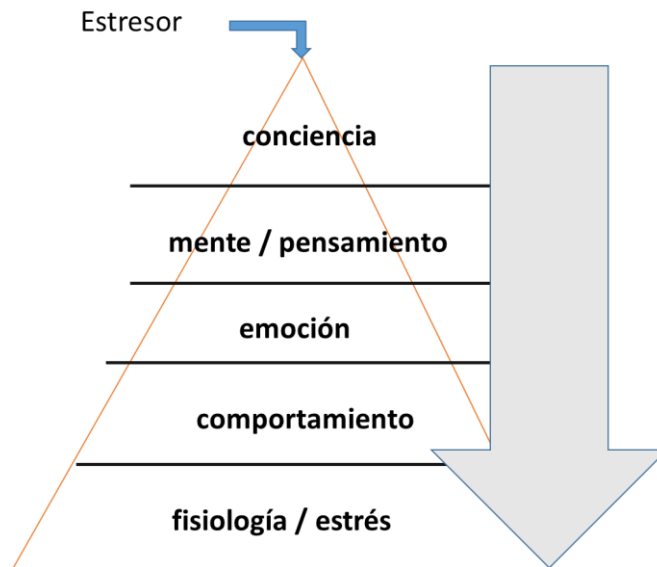 Estresor
conciencia
mente / pensamiento
emoción
comportamiento
fisiología / estrés